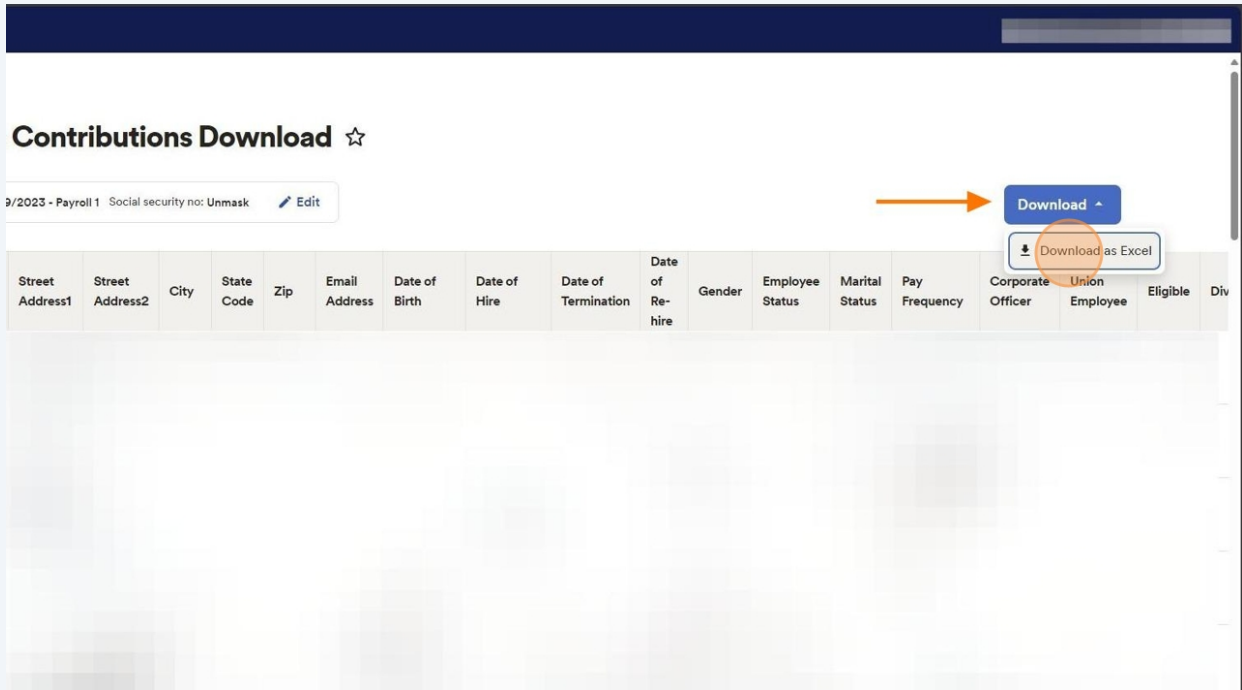 Contributions Download
9/2023 - Payroll 1 Social security no: Unmask Edit
Download
Download as Excel
Street Address1
Street Address2
City
State Code
Zip
Email Address
Date of Birth
Date of Hire
Date of Termination
Date of Re-hire
Gender
Employee Status
Marital Status
Pay Frequency
Corporate Officer
Union Employee
Eligible
Div